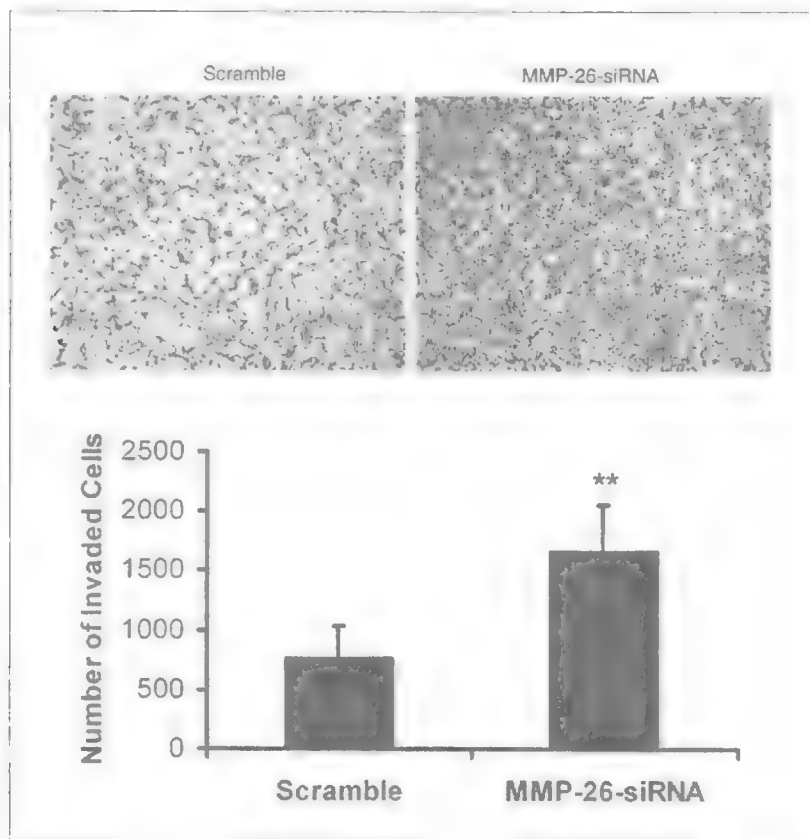 Scramble MMP-26-siRNA
Number of Invaded Cells
2500
2000
1500
1000
500
0
**
Scramble MMP-26-siRNA